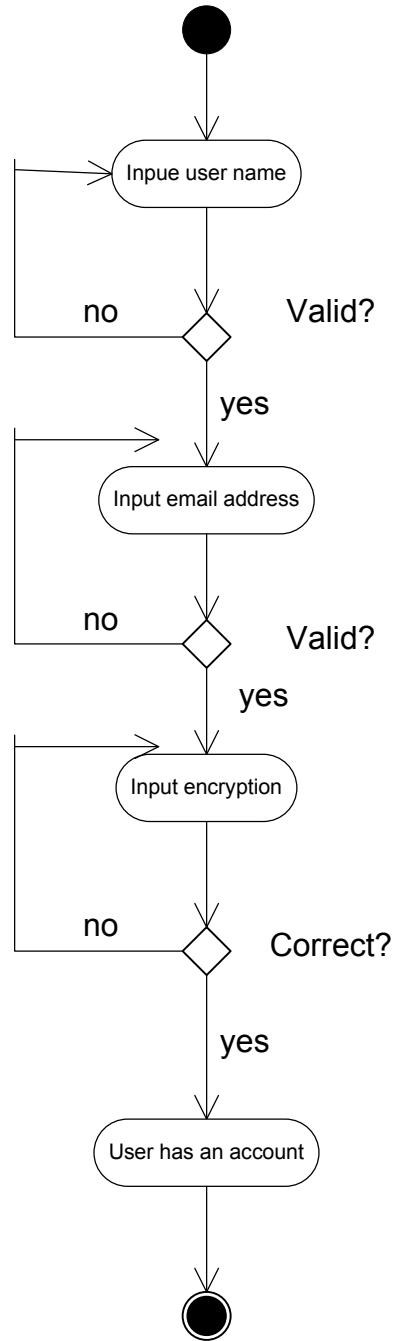 Inpue user name
no
Valid?
yes
Input email address
no
Valid?
yes
Input encryption
no
Correct?
yes
User has an account